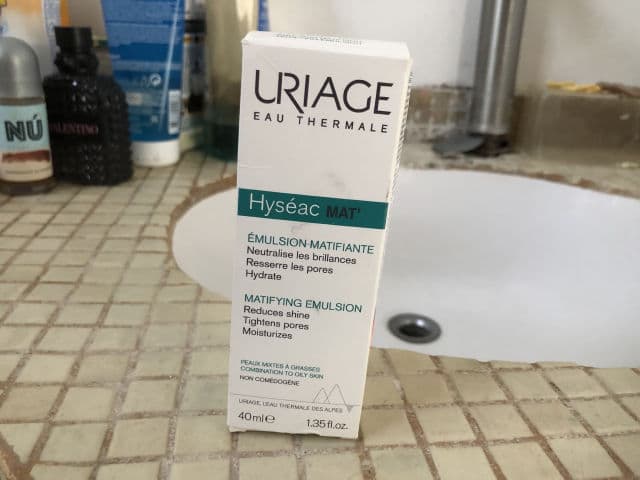 NÚ
VALENTINO
URIAGE
EAU THERMALE
Hyséac MAT'
ÉMULSION MATIFIANTE
Neutralise les brillances
Resserre les pores
Hydrate
MATIFYING EMULSION
Reduces shine
Tightens pores
Moisturizes
PEAUX MIXTES À GRASSES
COMBINATION TO OILY SKIN
NON COMÉDOGÈNE
URIAGE, L'EAU THERMALE DES ALPES
40ml℮ 1.35 fl.oz.